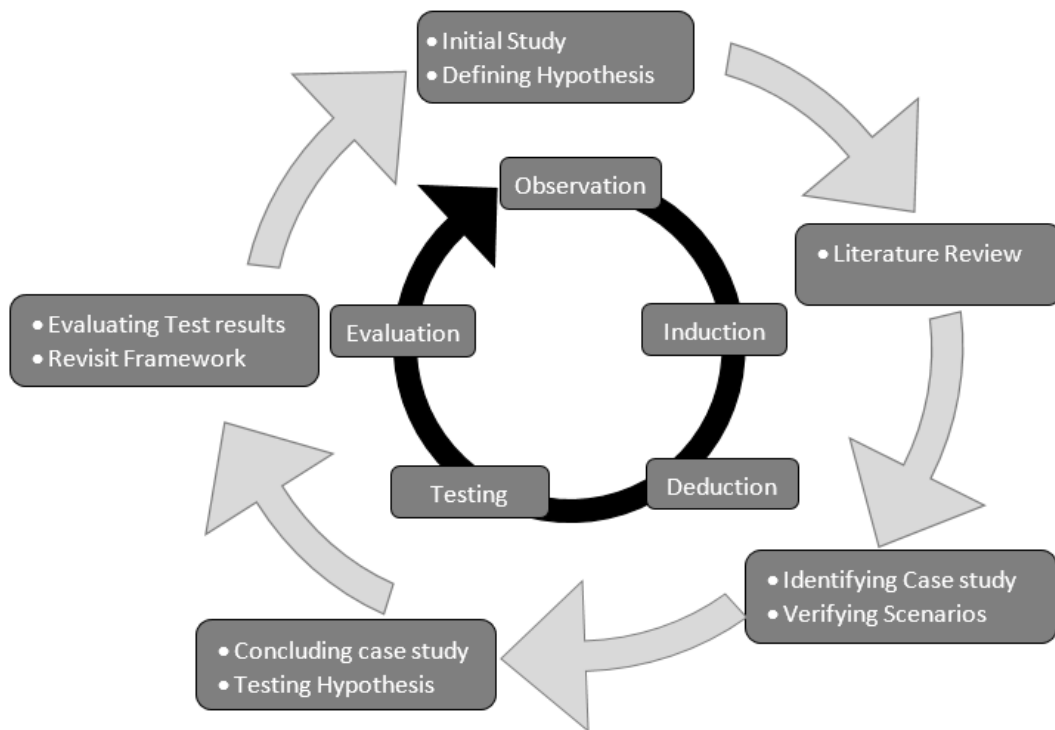 • Initial Study
• Defining Hypothesis
Observation
• Literature Review
Induction
Evaluation
• Evaluating Test results
• Revisit Framework
Testing
Deduction
• Identifying Case study
• Verifying Scenarios
• Concluding case study
• Testing Hypothesis